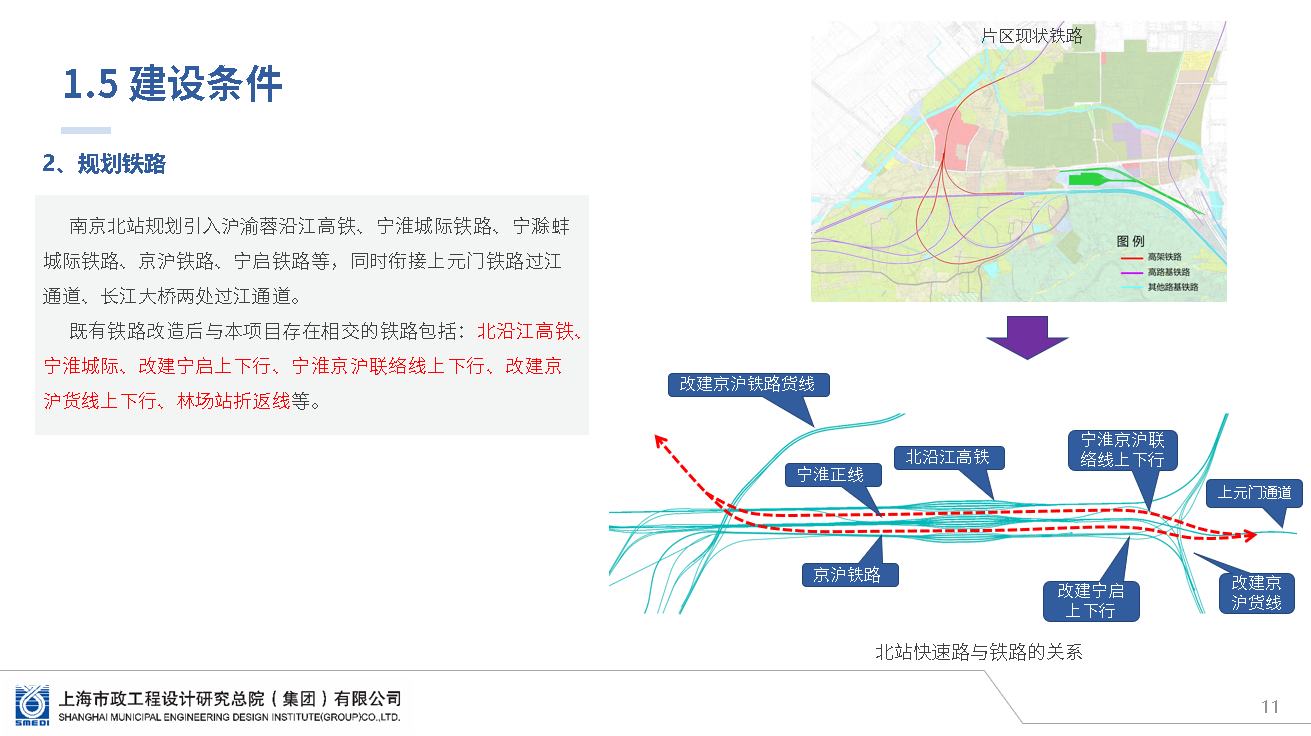 1.5 建设条件
2、规划铁路
南京北站规划引入沪渝蓉沿江高铁、宁淮城际铁路、宁滁蚌
城际铁路、京沪铁路、宁启铁路等，同时衔接上元门铁路过江
通道、长江大桥两处过江通道。
既有铁路改造后与本项目存在相交的铁路包括：北沿江高铁、
宁淮城际、改建宁启上下行、宁淮京沪联络线上下行、改建京
沪货线上下行、林场站折返线等。
片区现状铁路
图 例
高架铁路
高路基铁路
其他路基铁路
改建京沪铁路货线
宁淮正线
北沿江高铁
宁淮京沪联
络线上下行
上元门通道
京沪铁路
改建宁启
上下行
改建京
沪货线
北站快速路与铁路的关系
SMEDI
上海市政工程设计研究总院（集团）有限公司
SHANGHAI MUNICIPAL ENGINEERING DESIGN INSTITUTE(GROUP)CO.,LTD.
11